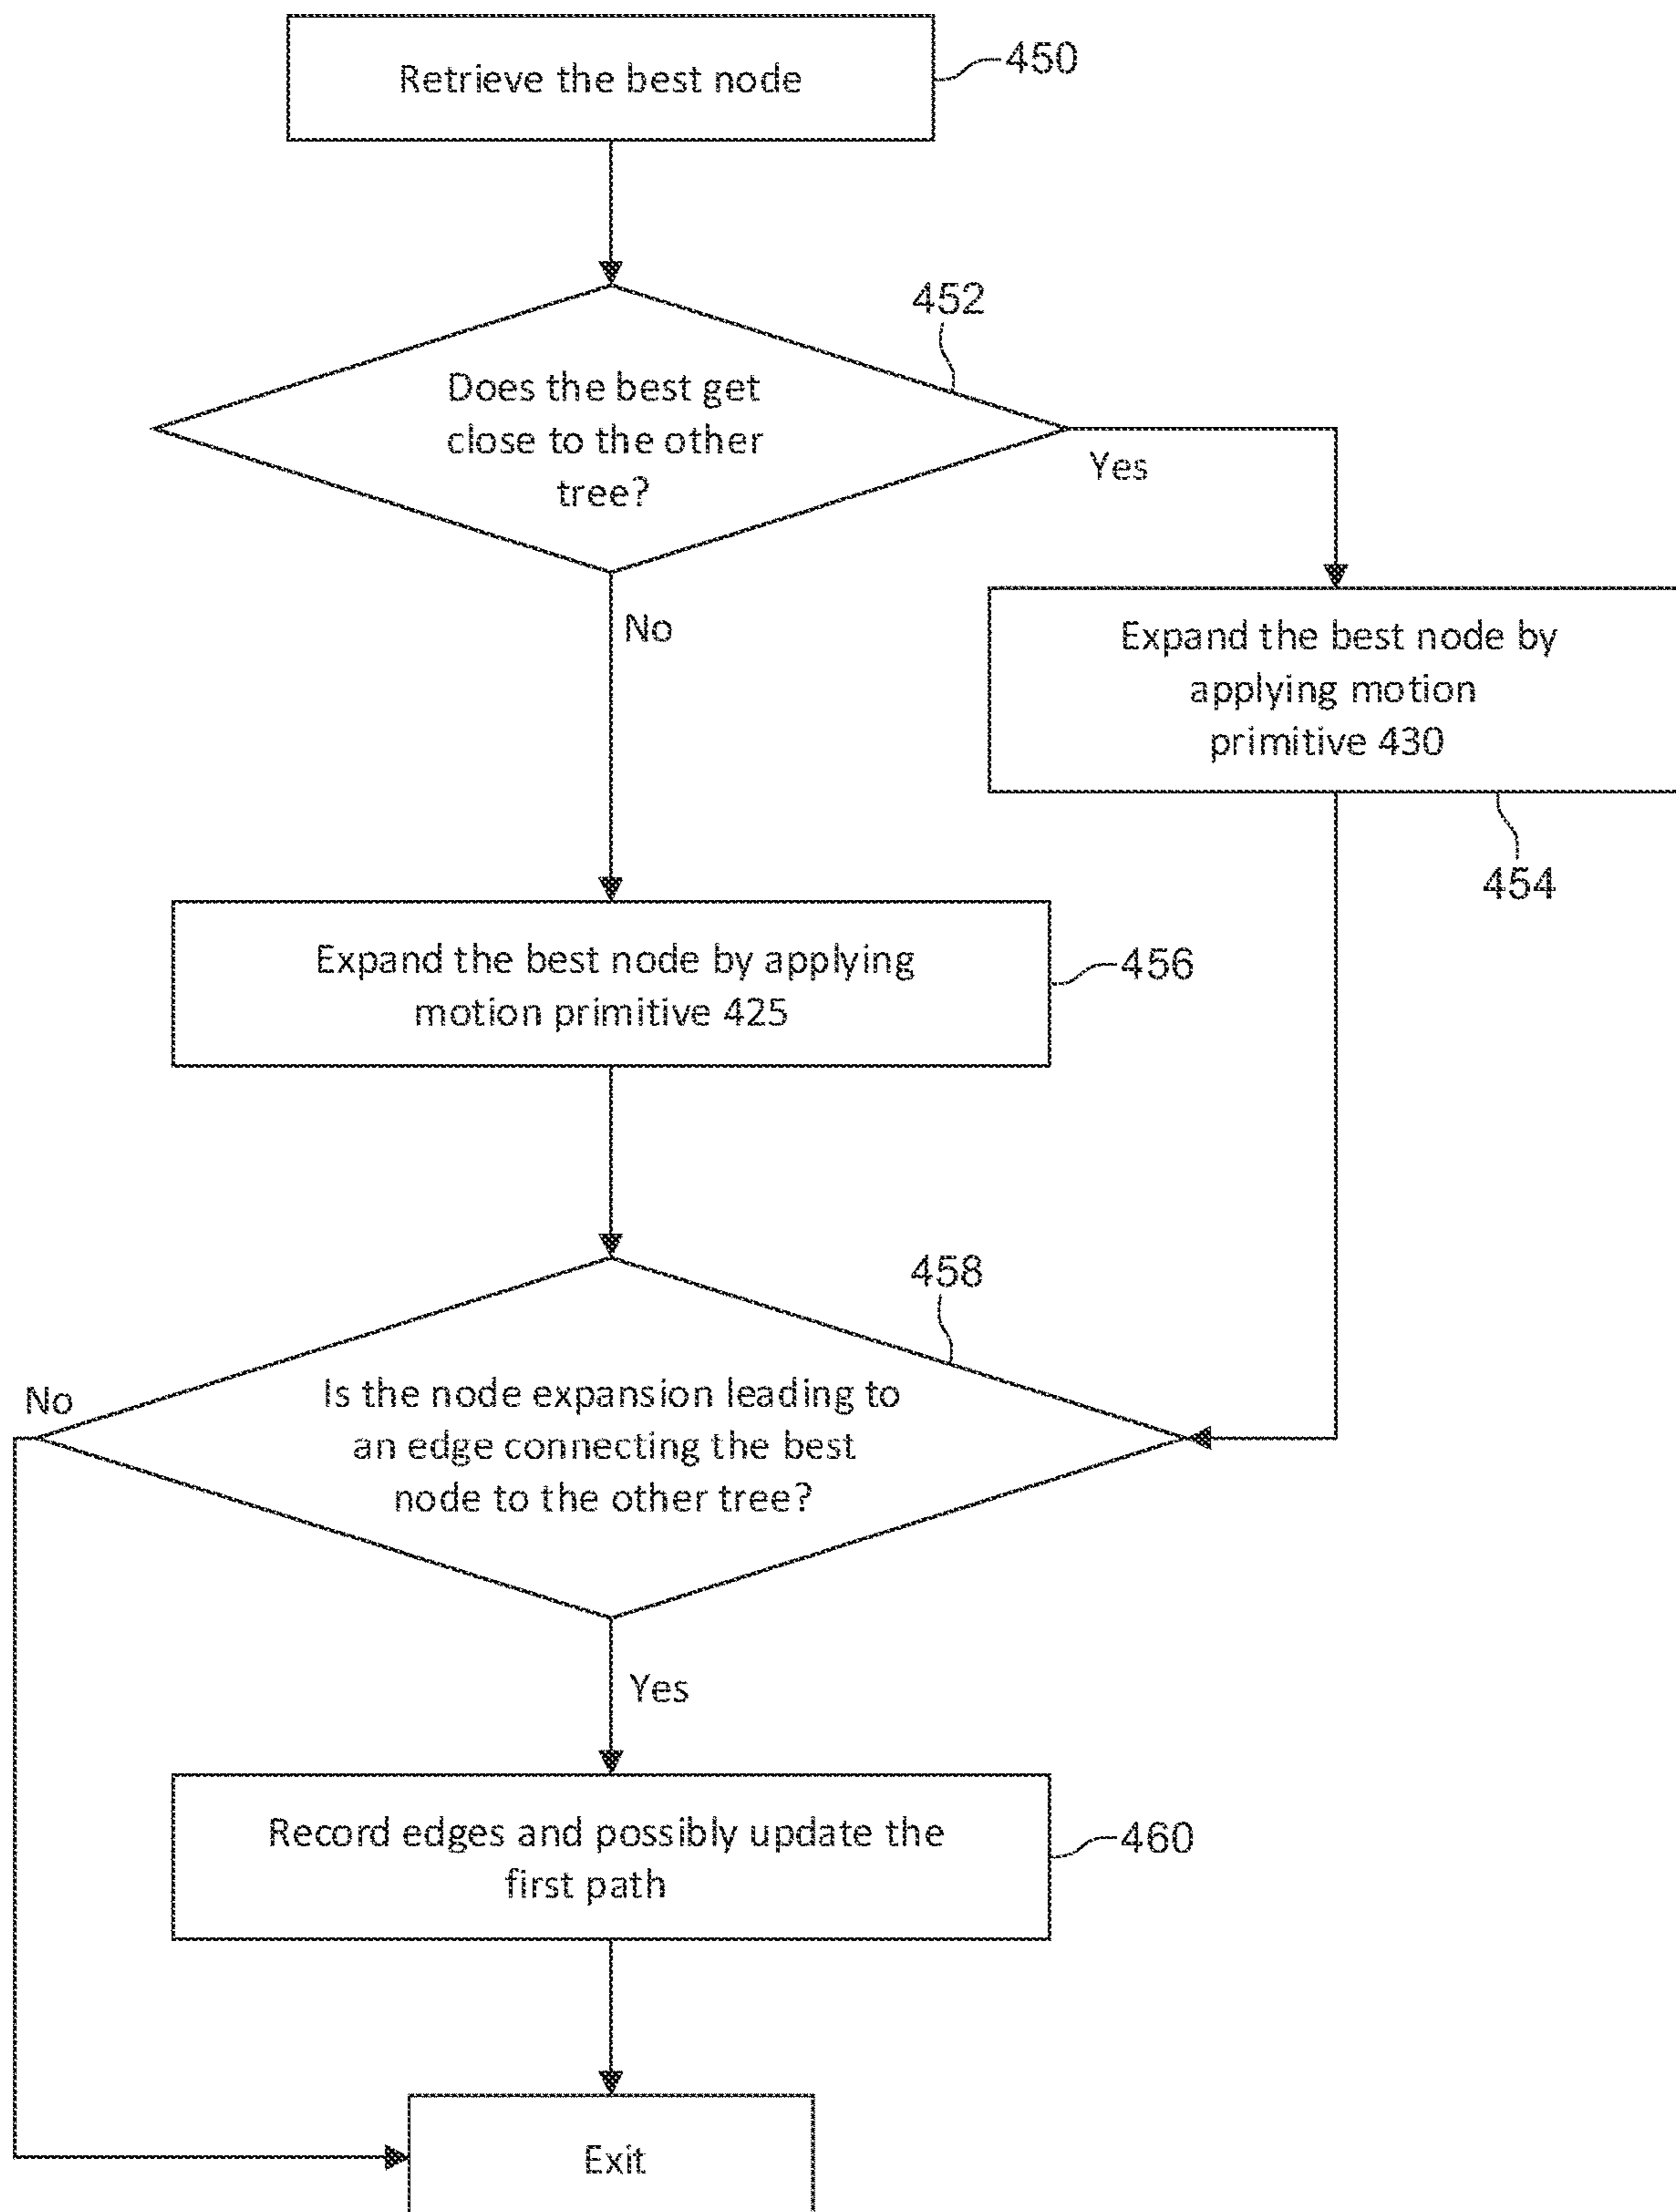 Retrieve the best node
450
452
Does the best get
close to the other
tree?
Yes
No
Expand the best node by
applying motion
primitive 430
454
Expand the best node by applying
motion primitive 425
456
458
No
Is the node expansion leading to
an edge connecting the best
node to the other tree?
Yes
Record edges and possibly update the
first path
460
Exit